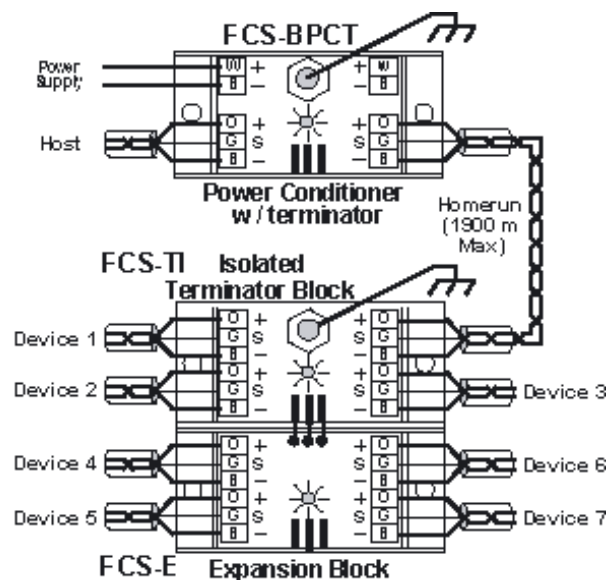 FCS-BPCT
Power
Supply
W + + W
B - - B
Host
O + + O
G S S G
B - - B
Power Conditioner
w / terminator
Homerun
(1900 m
Max)
FCS-TI Isolated
Terminator Block
Device 1
O + + O
G S S G
B - - B
Device 2
O + + O
G S S G
B - - B
Device 3
Device 4
O + + O
G S S G
B - - B
Device 6
Device 5
O + + O
G S S G
B - - B
Device 7
FCS-E Expansion Block